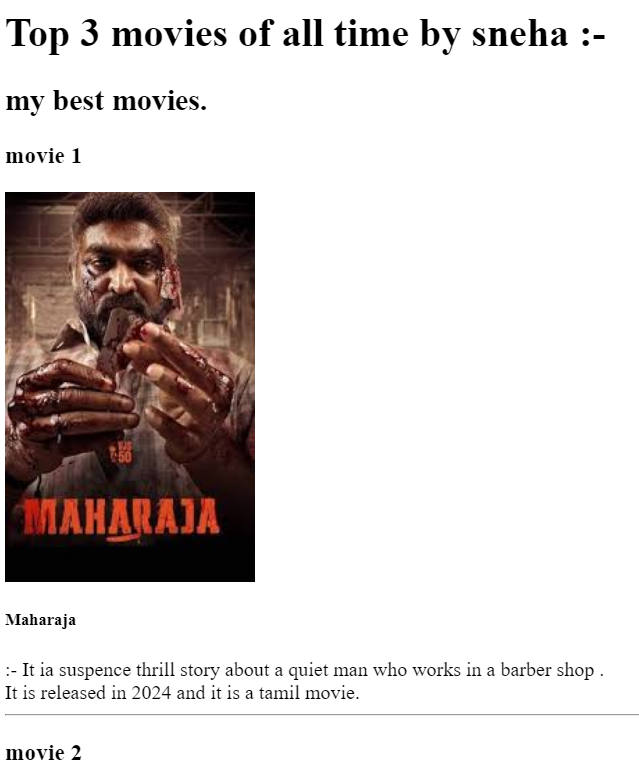 Top 3 movies of all time by sneha :-
my best movies.
movie 1
VJS
50
MAHARAJA
Maharaja
:- It ia suspence thrill story about a quiet man who works in a barber shop .
It is released in 2024 and it is a tamil movie.
movie 2